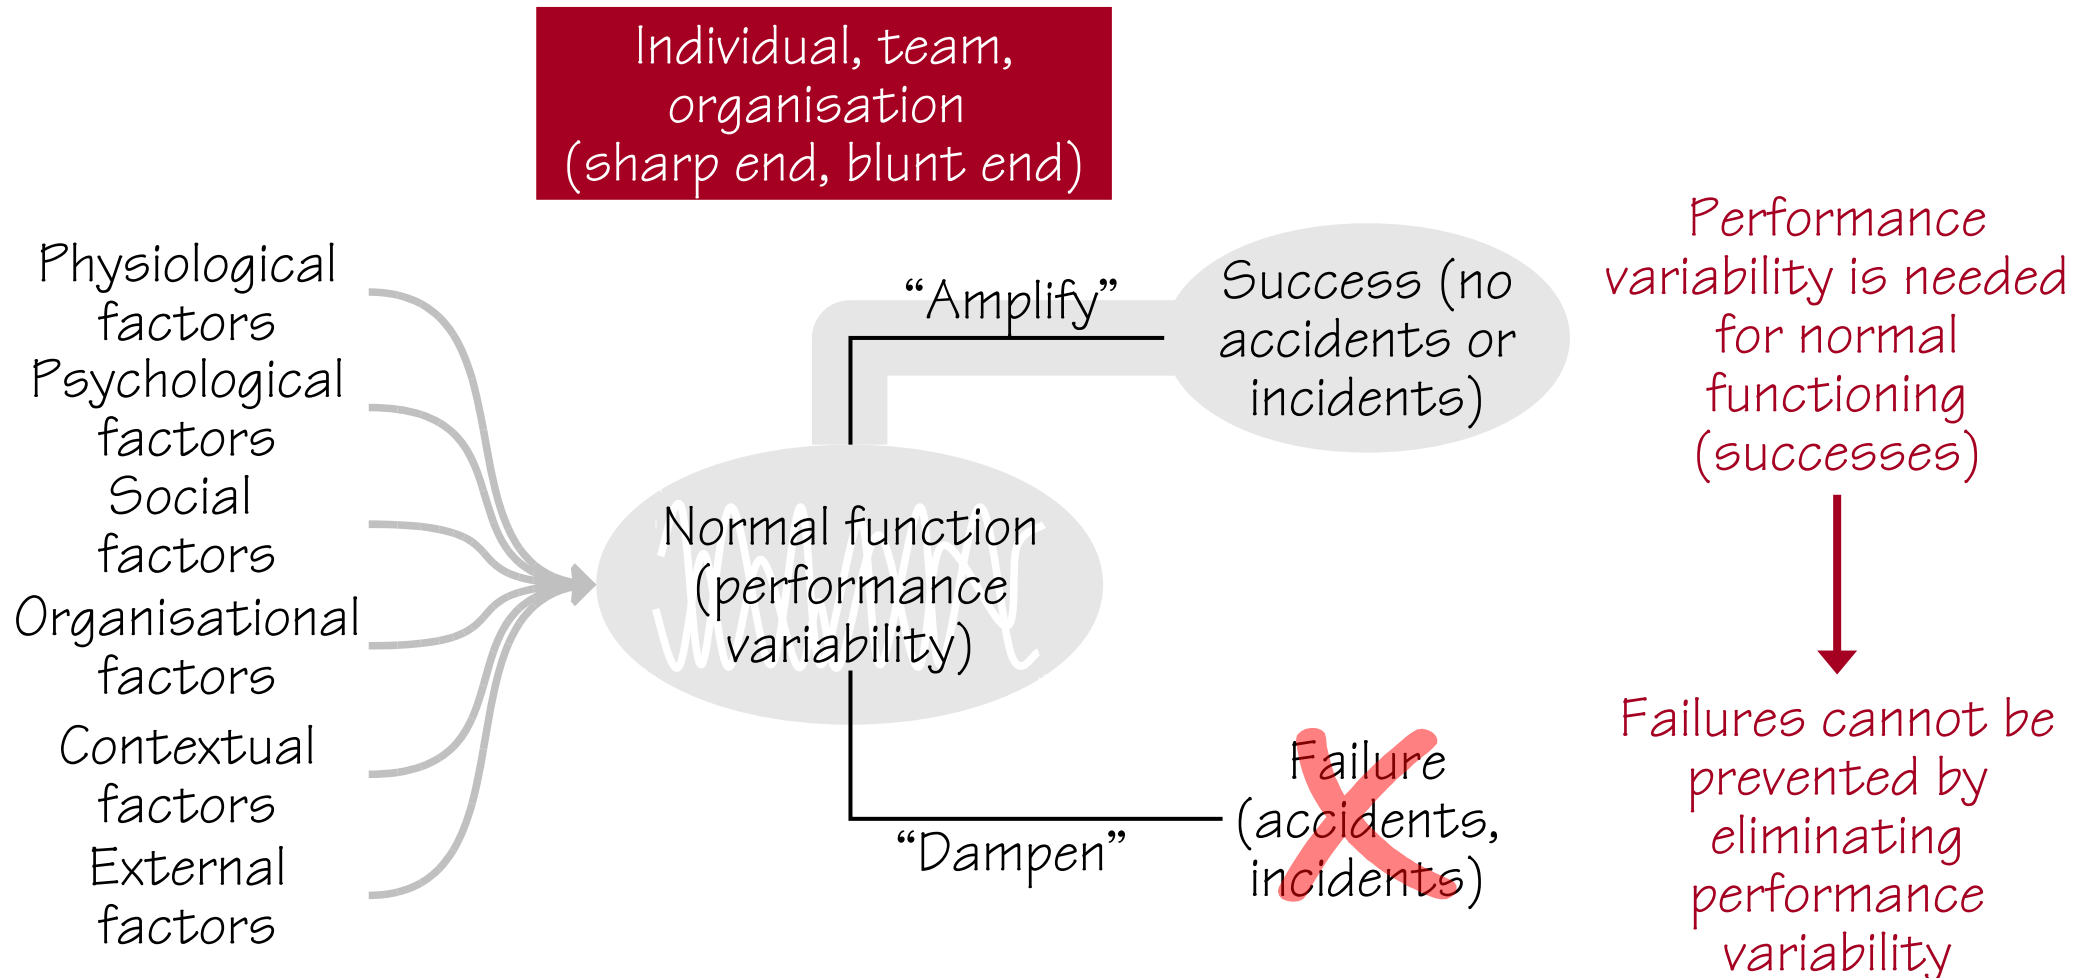 Individual, team,
organisation
(sharp end, blunt end)
Physiological
factors
Psychological
factors
Social
factors
Organisational
factors
Contextual
factors
External
factors
Normal function
(performance
variability)
“Amplify”
Success (no
accidents or
incidents)
“Dampen”
Failure
(accidents,
incidents)
Performance
variability is needed
for normal
functioning
(successes)
Failures cannot be
prevented by
eliminating
performance
variability